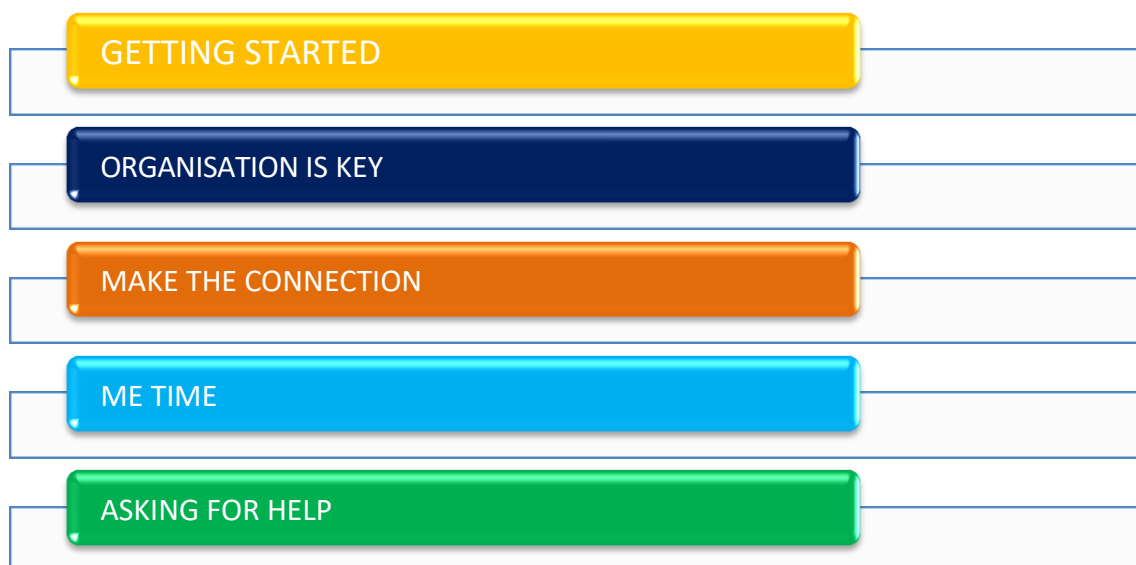 GETTING STARTED
ORGANISATION IS KEY
MAKE THE CONNECTION
ME TIME
ASKING FOR HELP